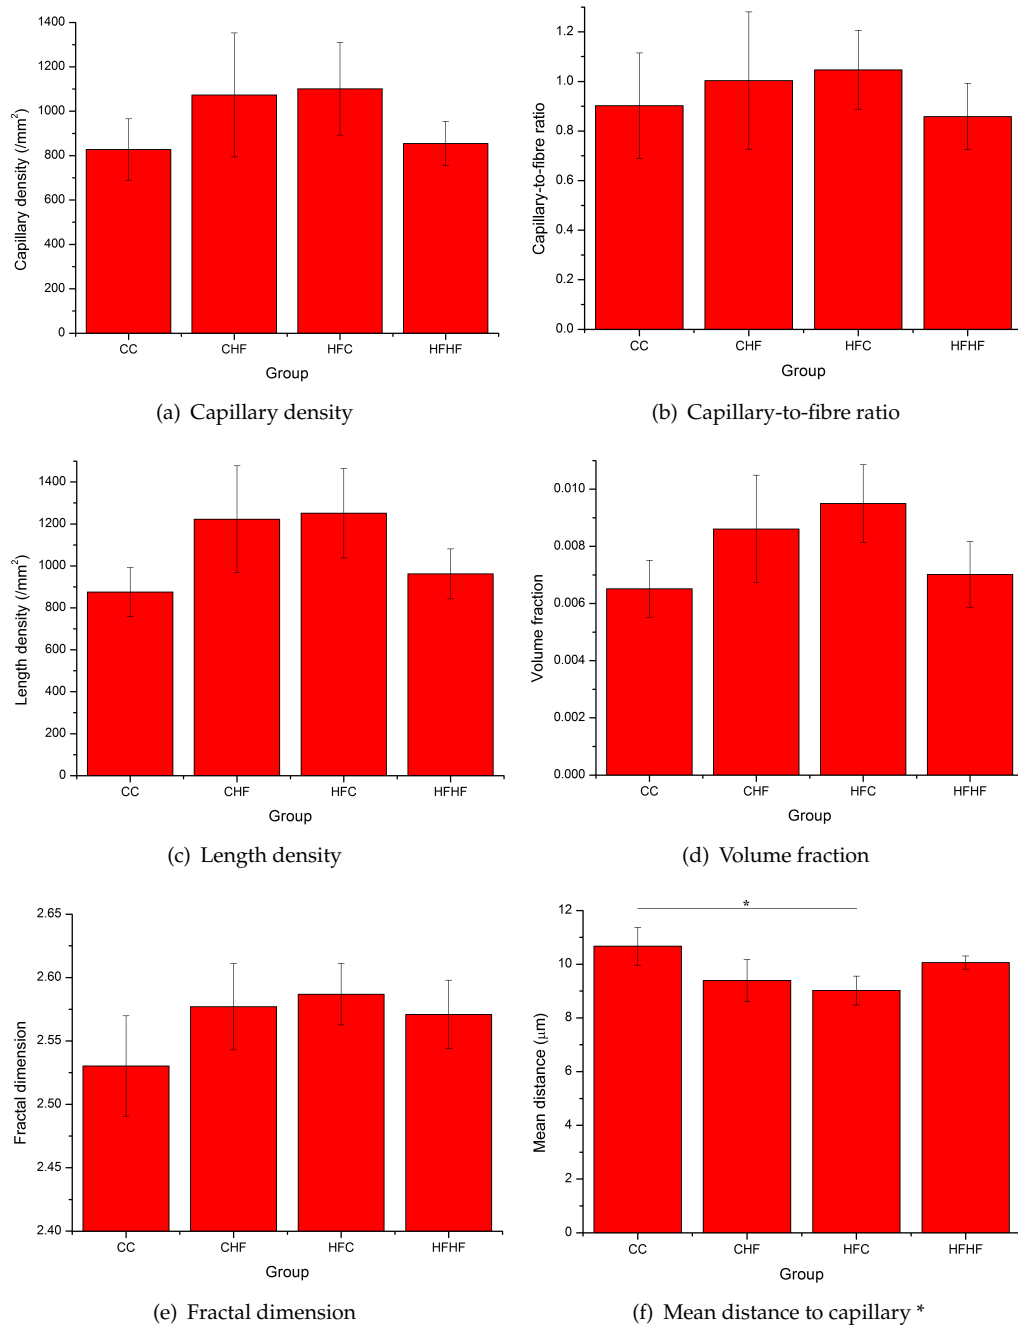 1400
1200
1000
800
600
400
200
0
Capillary density (/mm²)
CC CHF HFC HFHF
Group
(a) Capillary density
1.2
1.0
0.8
0.6
0.4
0.2
0.0
Capillary-to-fibre ratio
CC CHF HFC HFHF
Group
(b) Capillary-to-fibre ratio
1400
1200
1000
800
600
400
200
0
Length density (/mm²)
CC CHF HFC HFHF
Group
(c) Length density
0.010
0.008
0.006
0.004
0.002
0.000
Volume fraction
CC CHF HFC HFHF
Group
(d) Volume fraction
2.65
2.60
2.55
2.50
2.45
2.40
Fractal dimension
CC CHF HFC HFHF
Group
(e) Fractal dimension
12
10
8
6
4
2
0
Mean distance (μm)
*
CC CHF HFC HFHF
Group
(f) Mean distance to capillary *